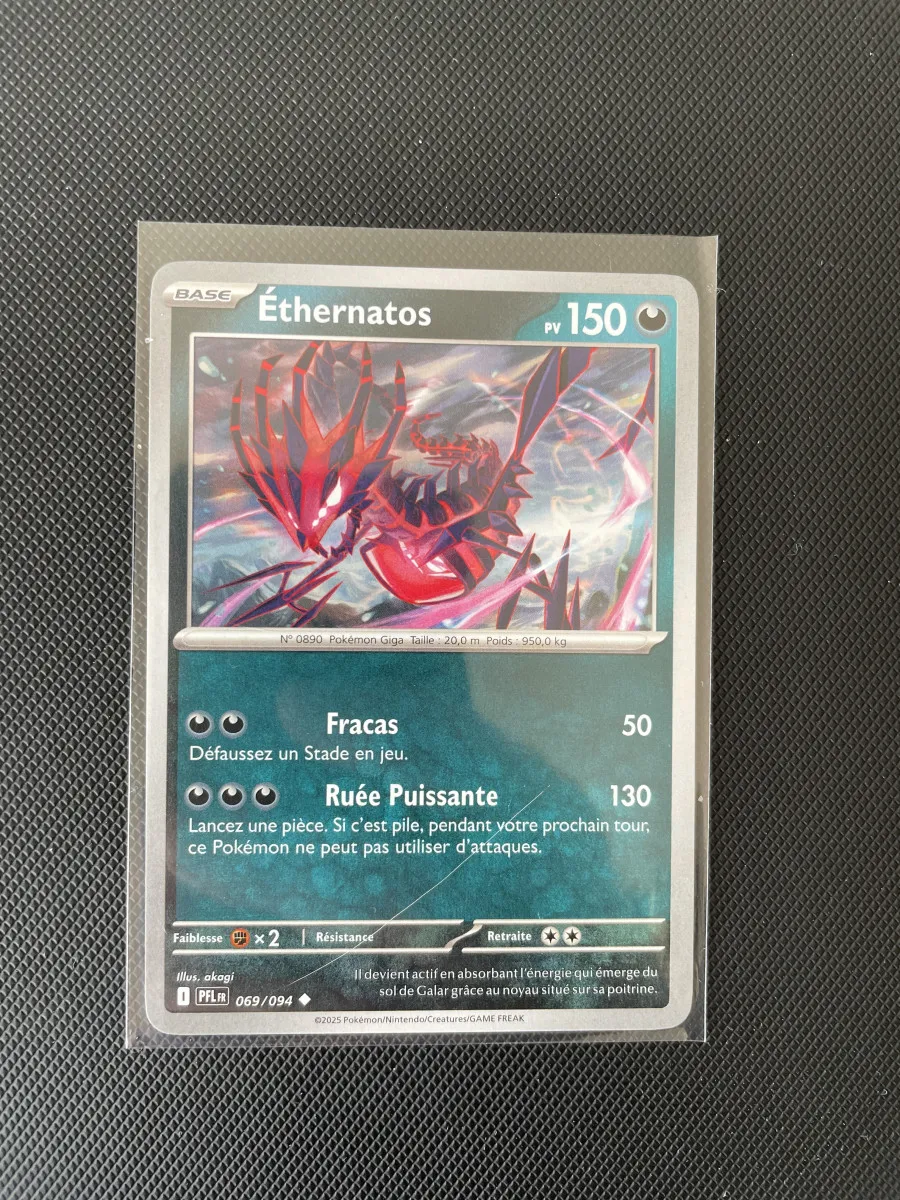 BASE
Éthernatos
PV 150
N° 0890 Pokémon Giga Taille : 20,0 m Poids : 950,0 kg
Fracas 50
Défaussez un Stade en jeu.
Ruée Puissante 130
Lancez une pièce. Si c'est pile, pendant votre prochain tour,
ce Pokémon ne peut pas utiliser d'attaques.
Faiblesse ×2 Résistance Retraite
Illus. akagi
Il devient actif en absorbant l'énergie qui émerge du
sol de Galar grâce au noyau situé sur sa poitrine.
I PFL FR 069/094
©2025 Pokémon/Nintendo/Creatures/GAME FREAK